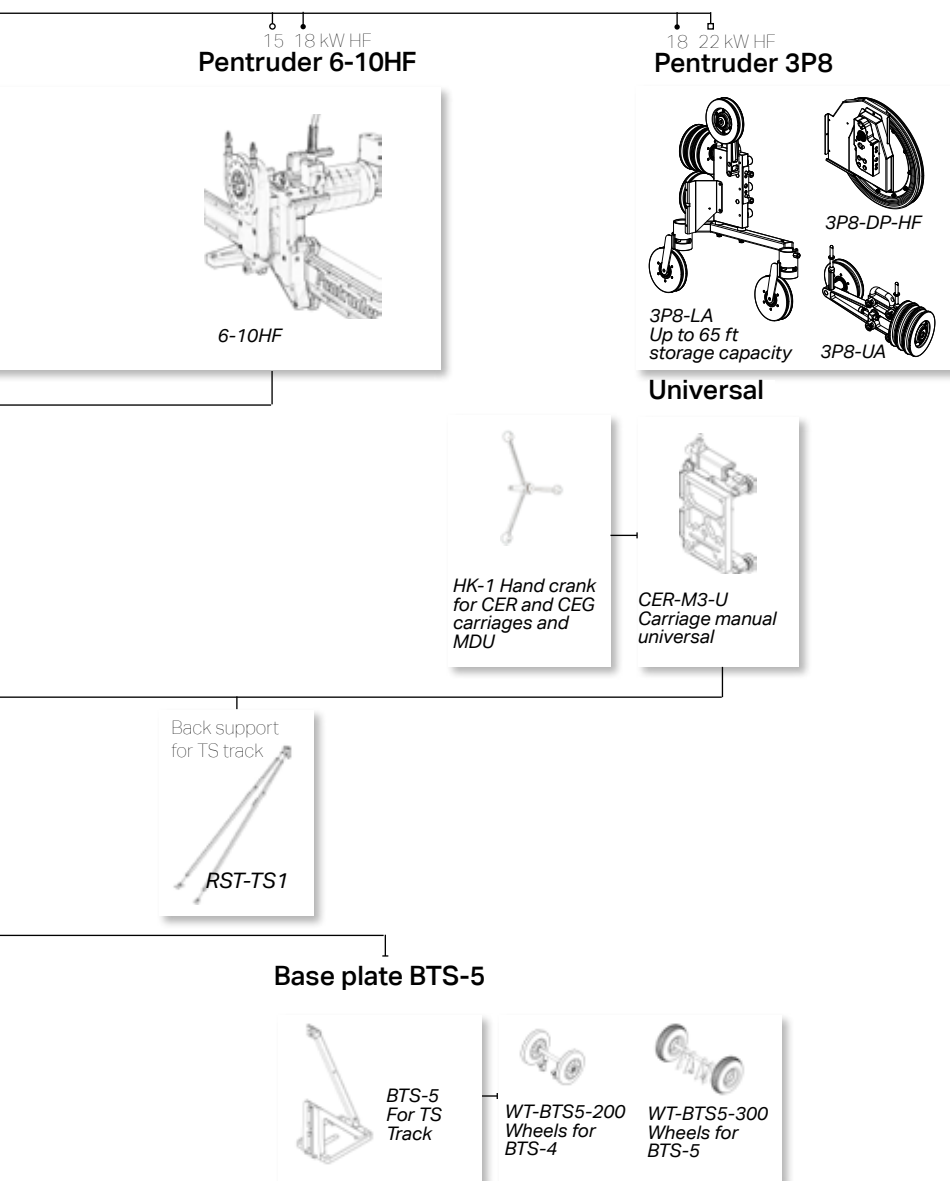 15 18 kW HF
Pentruder 6-10HF
6-10HF
18 22 kW HF
Pentruder 3P8
3P8-DP-HF
3P8-LA
Up to 65 ft
storage capacity
3P8-UA
Universal
HK-1 Hand crank
for CER and CEG
carriages and
MDU
CER-M3-U
Carriage manual
universal
Back support
for TS track
RST-TS1
Base plate BTS-5
BTS-5
For TS
Track
WT-BTS5-200
Wheels for
BTS-4
WT-BTS5-300
Wheels for
BTS-5